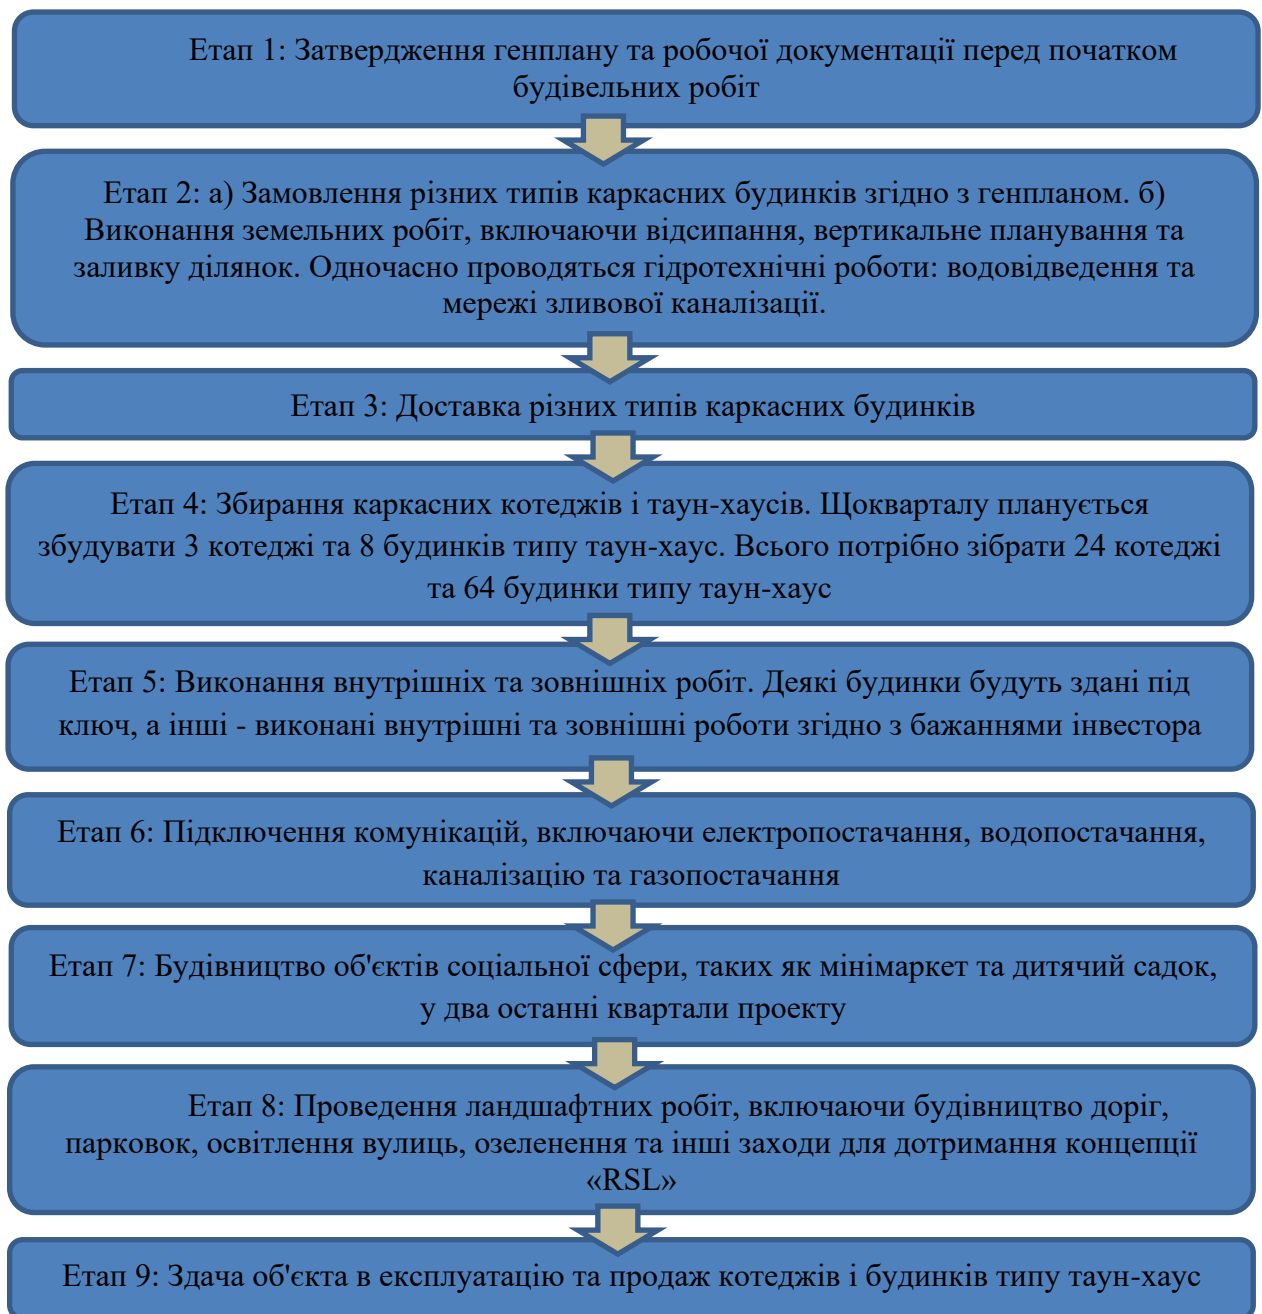 Етап 1: Затвердження генплану та робочої документації перед початком
будівельних робіт
Етап 2: а) Замовлення різних типів каркасних будинків згідно з генпланом. б)
Виконання земельних робіт, включаючи відсипання, вертикальне планування та
заливку ділянок. Одночасно проводяться гідротехнічні роботи: водовідведення та
мережі зливової каналізації.
Етап 3: Доставка різних типів каркасних будинків
Етап 4: Збирання каркасних котеджів і таун-хаусів. Щокварталу планується
збудувати 3 котеджі та 8 будинків типу таун-хаус. Всього потрібно зібрати 24 котеджі
та 64 будинки типу таун-хаус
Етап 5: Виконання внутрішніх та зовнішніх робіт. Деякі будинки будуть здані під
ключ, а інші - виконані внутрішні та зовнішні роботи згідно з бажаннями інвестора
Етап 6: Підключення комунікацій, включаючи електропостачання, водопостачання,
каналізацію та газопостачання
Етап 7: Будівництво об'єктів соціальної сфери, таких як мінімаркет та дитячий садок,
у два останні квартали проекту
Етап 8: Проведення ландшафтних робіт, включаючи будівництво доріг,
парковок, освітлення вулиць, озеленення та інші заходи для дотримання концепції
«RSL»
Етап 9: Здача об'єкта в експлуатацію та продаж котеджів і будинків типу таун-хаус